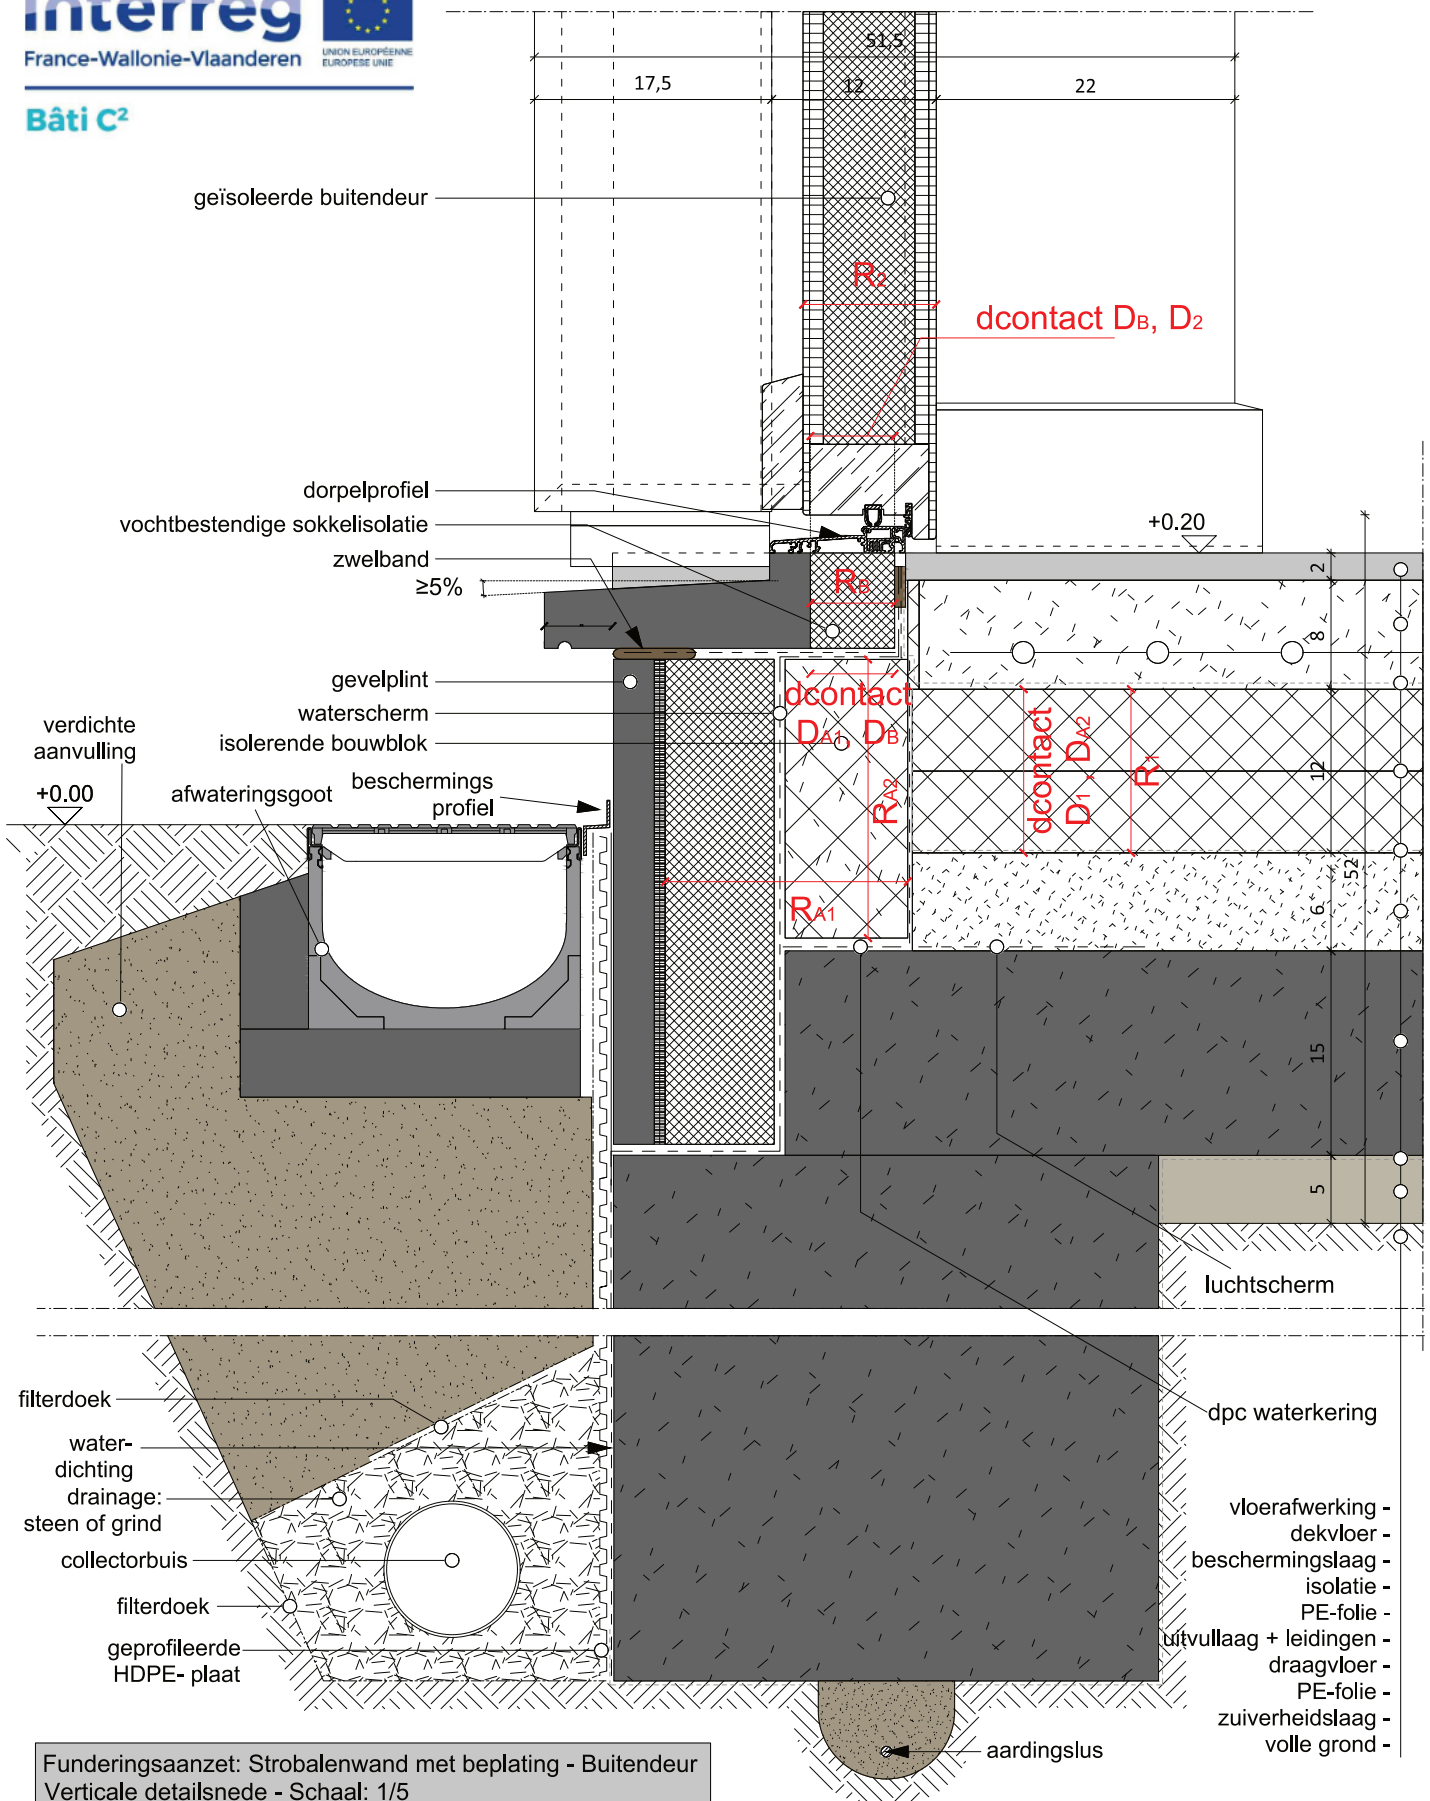 Interreg
France-Wallonie-Vlaanderen
UNION EUROPÉENNE
EUROPESE UNIE
Bâti C²
51,5
17,5
12
22
geïsoleerde buitendeur
R2
dcontact DB, D2
dorpelprofiel
vochtbestendige sokkelisolatie
zwelband
≥5%
+0.20
RB
2
8
gevelplint
waterscherm
isolerende bouwblok
dcontact
DA1, DB
RA2
RA1
dcontact
D1, DA2
R1
12
52
6
15
5
verdichte
aanvulling
+0.00
afwateringsgoot
beschermings
profiel
luchtscherm
dpc waterkering
filterdoek
water-
dichting
drainage:
steen of grind
collectorbuis
filterdoek
geprofileerde
HDPE- plaat
aardingslus
vloerafwerking -
dekvloer -
beschermingslaag -
isolatie -
PE-folie -
uitvullaag + leidingen -
draagvloer -
PE-folie -
zuiverheidslaag -
volle grond -
Funderingsaanzet: Strobalenwand met beplating - Buitendeur
Verticale detailsnede - Schaal: 1/5